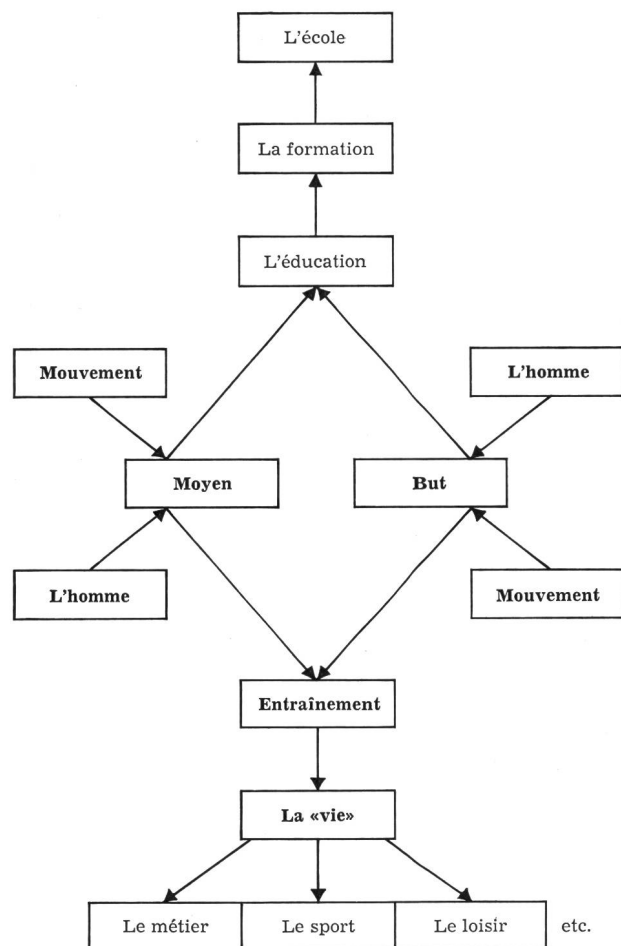 L'école
La formation
L'éducation
Mouvement
L'homme
Moyen
But
L'homme
Mouvement
Entraînement
La «vie»
Le métier
Le sport
Le loisir
etc.